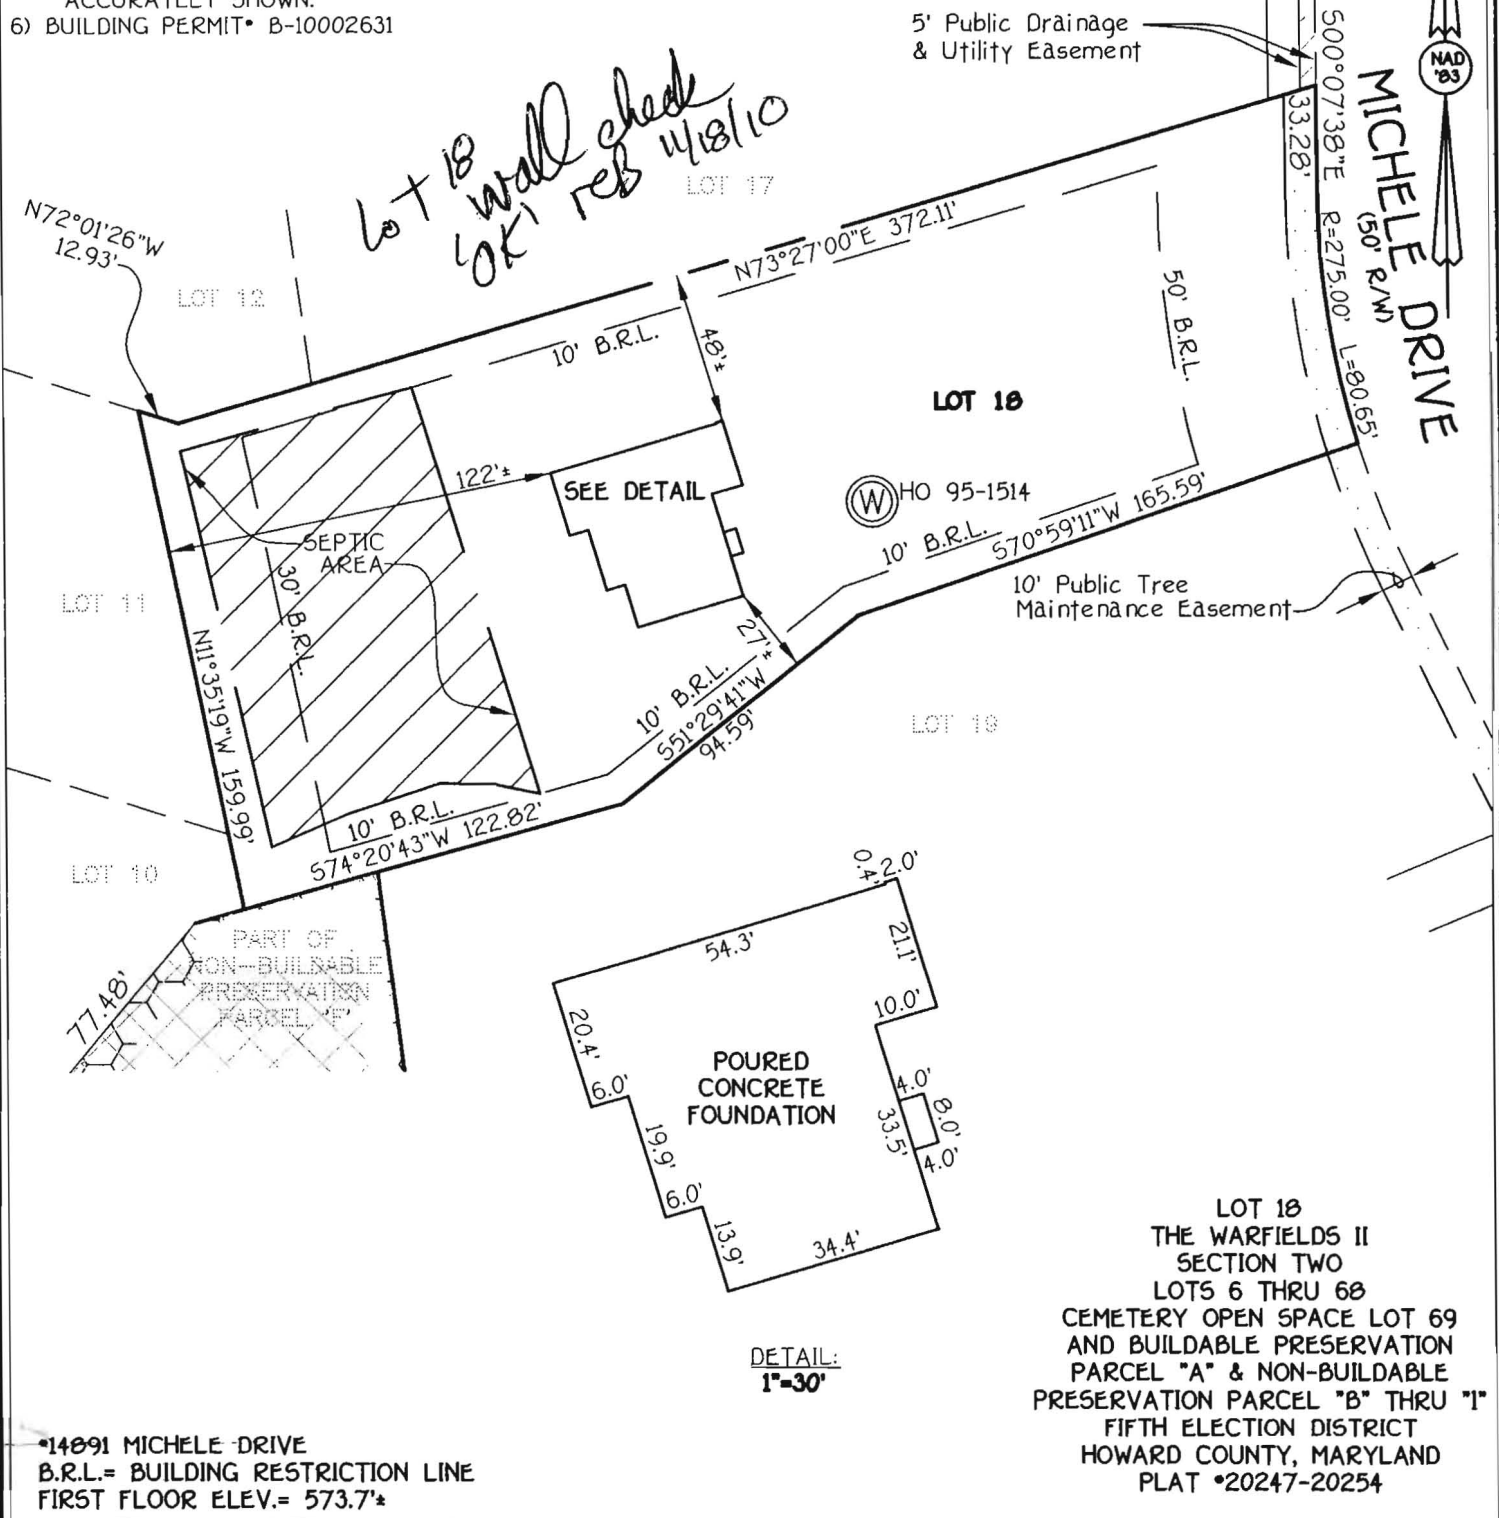 ACCURATELY SHOWN.
6) BUILDING PERMIT• B-10002631
5' Public Drainage
& Utility Easement
NAD
'83
MICHELE DRIVE
(50' R/W)
S00°07'38"E
33.28'
R=275.00' L=80.65'
Lot 18
wall check
'OK' reb 11/18/10
LOT 17
N72°01'26"W
12.93'
LOT 12
N73°27'00"E 372.11'
10' B.R.L.
48'±
50' B.R.L.
LOT 18
122'±
SEE DETAIL
W
HO 95-1514
SEPTIC
AREA
30' B.R.L.
10' B.R.L.
S70°59'11"W 165.59'
LOT 11
10' Public Tree
Maintenance Easement
27'±
N11°35'19"W 159.99'
10' B.R.L.
S51°29'41"W
94.59'
LOT 19
10' B.R.L.
S74°20'43"W 122.82'
LOT 10
PART OF
NON-BUILDABLE
PRESERVATION
PARCEL 'F'
77.48'
0.4'
2.0'
54.3'
21.1'
10.0'
20.4'
6.0'
POURED
CONCRETE
FOUNDATION
4.0'
8.0'
33.5'
4.0'
19.9'
6.0'
13.9'
34.4'
DETAIL:
1"=30'
LOT 18
THE WARFIELDS II
SECTION TWO
LOTS 6 THRU 68
CEMETERY OPEN SPACE LOT 69
AND BUILDABLE PRESERVATION
PARCEL "A" & NON-BUILDABLE
PRESERVATION PARCEL "B" THRU "I"
FIFTH ELECTION DISTRICT
HOWARD COUNTY, MARYLAND
PLAT •20247-20254
•14891 MICHELE DRIVE
B.R.L.= BUILDING RESTRICTION LINE
FIRST FLOOR ELEV.= 573.7'±